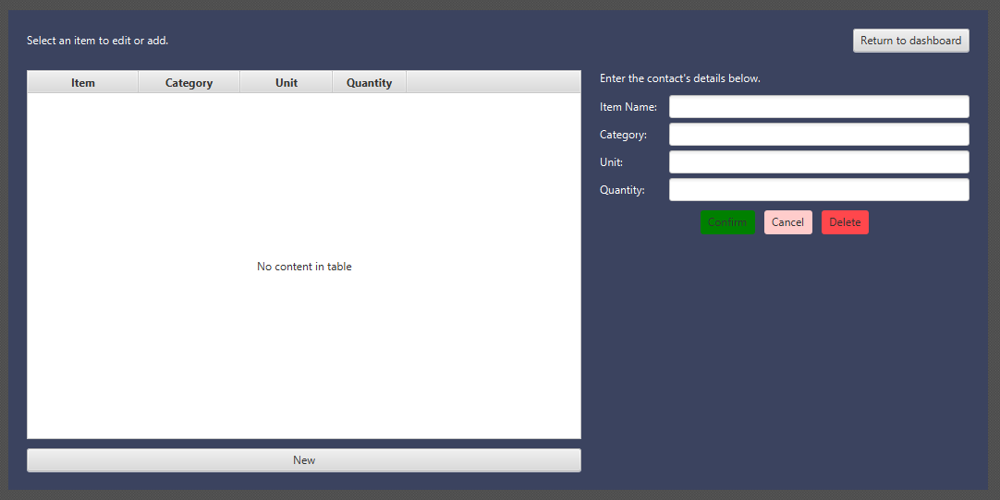 Select an item to edit or add.
Return to dashboard
Item Category Unit Quantity
No content in table
New
Enter the contact's details below.
Item Name:
Category:
Unit:
Quantity:
Confirm Cancel Delete